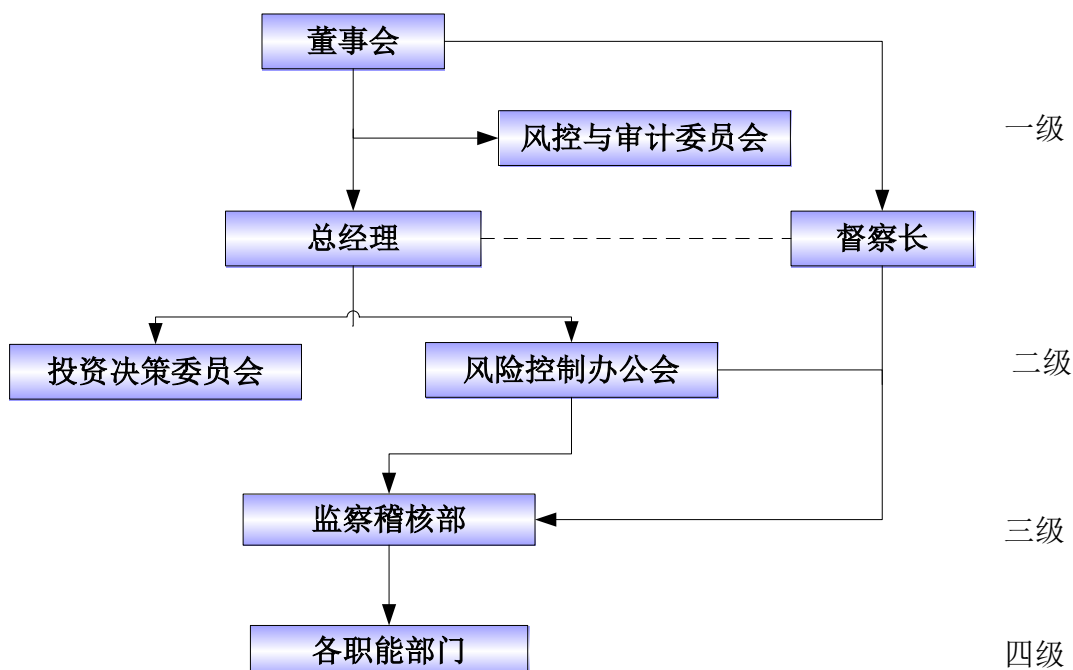 董事会
风控与审计委员会
一级
总经理
督察长
投资决策委员会
风险控制办公会
二级
监察稽核部
三级
各职能部门
四级